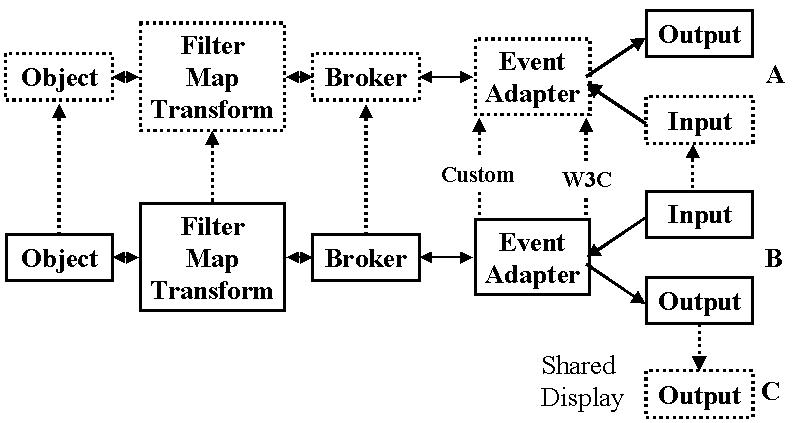 Object
Filter
Map
Transform
Broker
Event
Adapter
Output
A
Input
Custom
W3C
Object
Filter
Map
Transform
Broker
Event
Adapter
Input
B
Output
Shared
Display
Output
C